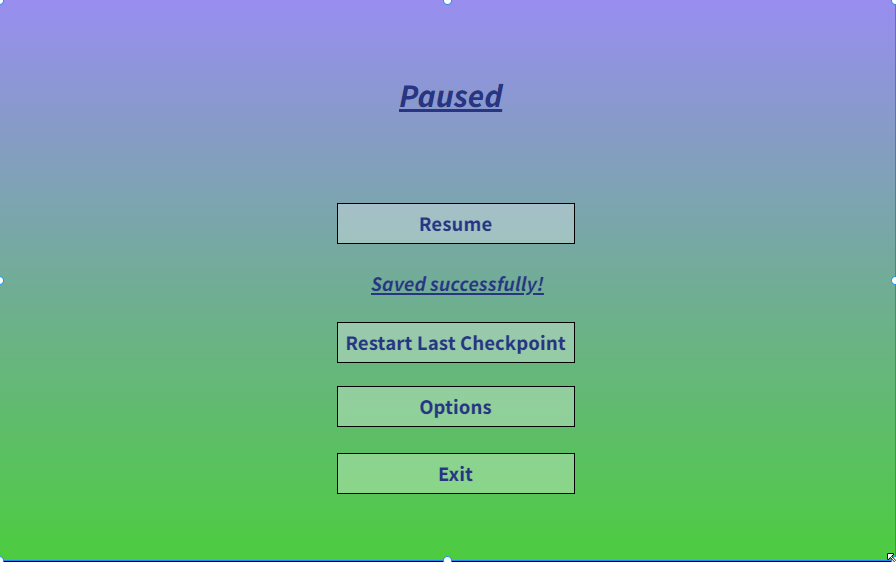 Paused
Resume
Saved successfully!
Restart Last Checkpoint
Options
Exit